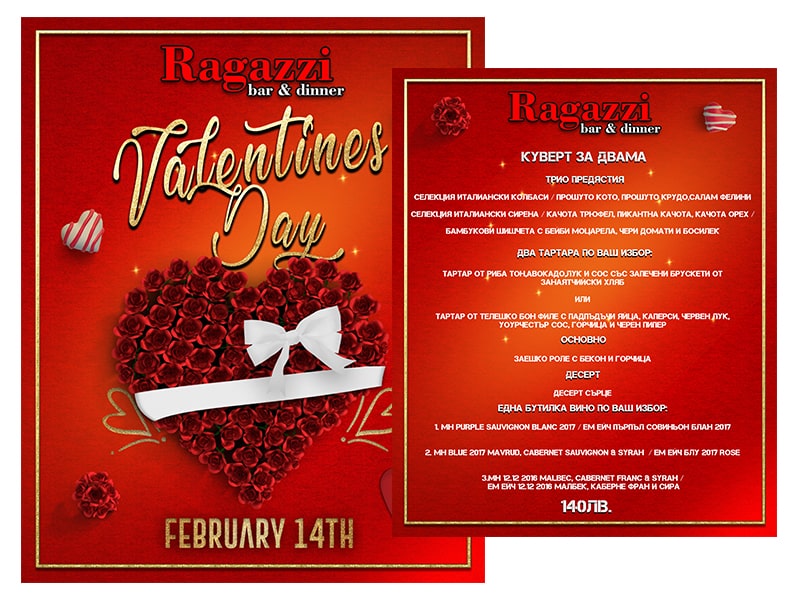 Ragazzi
bar & dinner
Valentines
Day
FEBRUARY 14TH
Ragazzi
bar & dinner
КУВЕРТ ЗА ДВАМА
ТРИО ПРЕДЯСТИЯ
СЕЛЕКЦИЯ ИТАЛИАНСКИ КОЛБАСИ / ПРОШУТО КОТО, ПРОШУТО КРУДО,САЛАМ ФЕЛИНИ
СЕЛЕКЦИЯ ИТАЛИАНСКИ СИРЕНА / КАЧОТА ТРЮФЕЛ, ПИКАНТНА КАЧОТА, КАЧОТА ОРЕХ /
БАМБУКОВИ ШИШЧЕТА С БЕЙБИ МОЦАРЕЛА, ЧЕРИ ДОМАТИ И БОСИЛЕК
ДВА ТАРТАРА ПО ВАШ ИЗБОР:
ТАРТАР ОТ РИБА ТОН,АВОКАДО,ЛУК И СОС СЪС ЗАПЕЧЕНИ БРУСКЕТИ ОТ
ЗАНАЯТЧИЙСКИ ХЛЯБ
ИЛИ
ТАРТАР ОТ ТЕЛЕШКО БОН ФИЛЕ С ПАДПЪДЪЧИ ЯЙЦА, КАПЕРСИ, ЧЕРВЕН ЛУК,
УОУРЧЕСТЪР СОС, ГОРЧИЦА И ЧЕРЕН ПИПЕР
ОСНОВНО
ЗАЕШКО РОЛЕ С БЕКОН И ГОРЧИЦА
ДЕСЕРТ
ДЕСЕРТ СЪРЦЕ
ЕДНА БУТИЛКА ВИНО ПО ВАШ ИЗБОР:
1. MH PURPLE SAUVIGNON BLANC 2017 / ЕМ ЕЙЧ ПЪРПЪЛ СОВИНЬОН БЛАН 2017
2. MH BLUE 2017 MAVRUD, CABERNET SAUVIGNON & SYRAH / ЕМ ЕЙЧ БЛУ 2017 ROSE
3.MH 12.12 2016 MALBEC, CABERNET FRANC & SYRAH /
ЕМ ЕЙЧ 12.12 2016 МАЛБЕК, КАБЕРНЕ ФРАН И СИРА
140ЛВ.